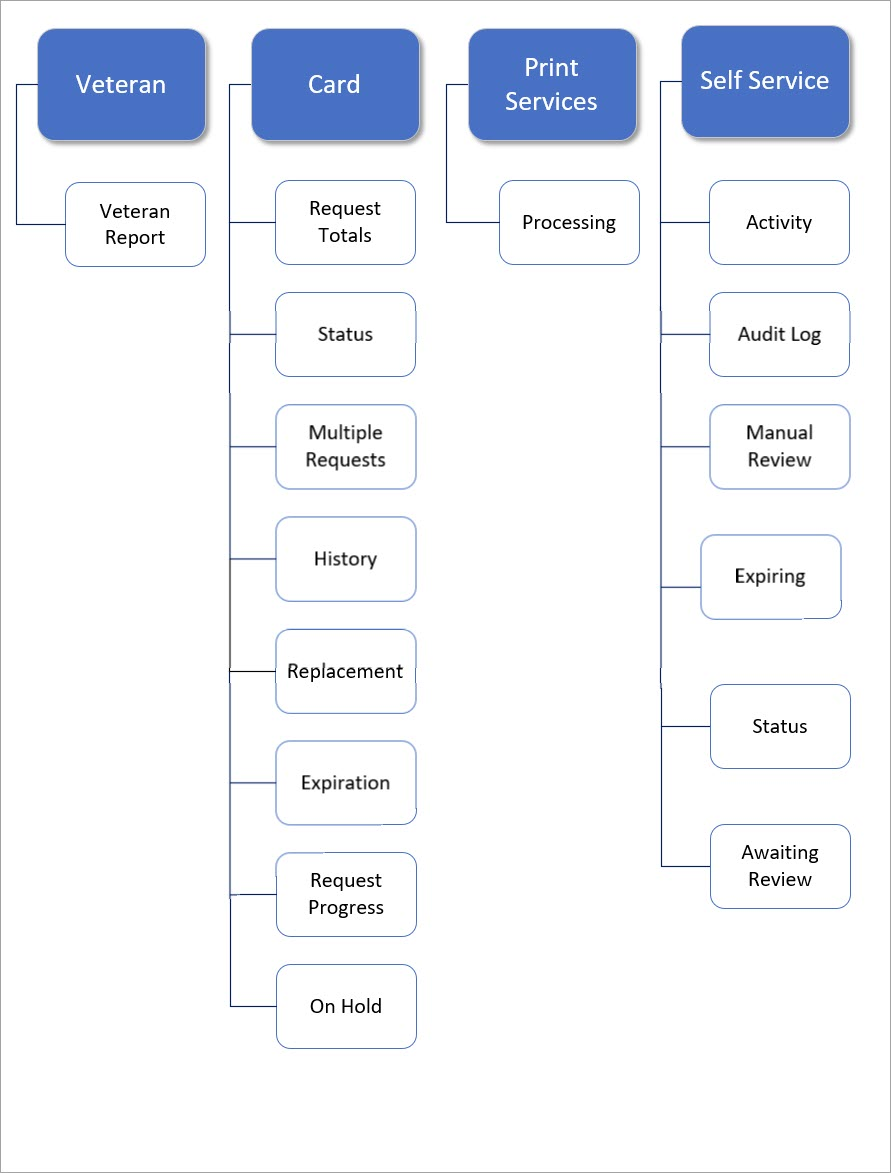 Veteran
Veteran
Report
Card
Request
Totals
Status
Multiple
Requests
History
Replacement
Expiration
Request
Progress
On Hold
Print
Services
Processing
Self Service
Activity
Audit Log
Manual
Review
Expiring
Status
Awaiting
Review